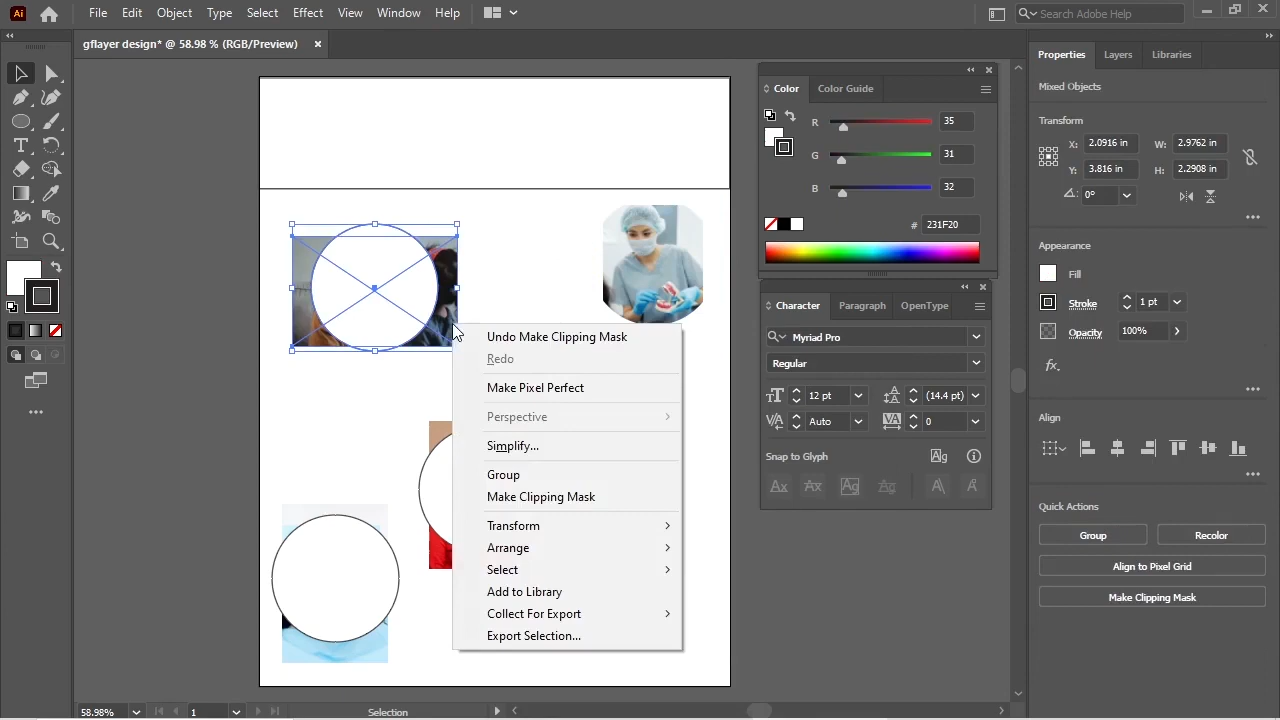 Ai
File
Edit
Object
Type
Select
Effect
View
Window
Help
Search Adobe Help
gflayer design* @ 58.98 % (RGB/Preview)
Color
Color Guide
R
35
G
31
B
32
#
231F20
Character
Paragraph
OpenType
Myriad Pro
Regular
12 pt
(14.4 pt)
Auto
0
Snap to Glyph
Undo Make Clipping Mask
Redo
Make Pixel Perfect
Perspective
Simplify...
Group
Make Clipping Mask
Transform
Arrange
Select
Add to Library
Collect For Export
Export Selection...
Properties
Layers
Libraries
Mixed Objects
Transform
X:
2.0916 in
W:
2.9762 in
Y:
3.816 in
H:
2.2908 in
0°
Appearance
Fill
Stroke
1 pt
Opacity
100%
fx.
Align
Quick Actions
Group
Recolor
Align to Pixel Grid
Make Clipping Mask
58.98%
1
Selection